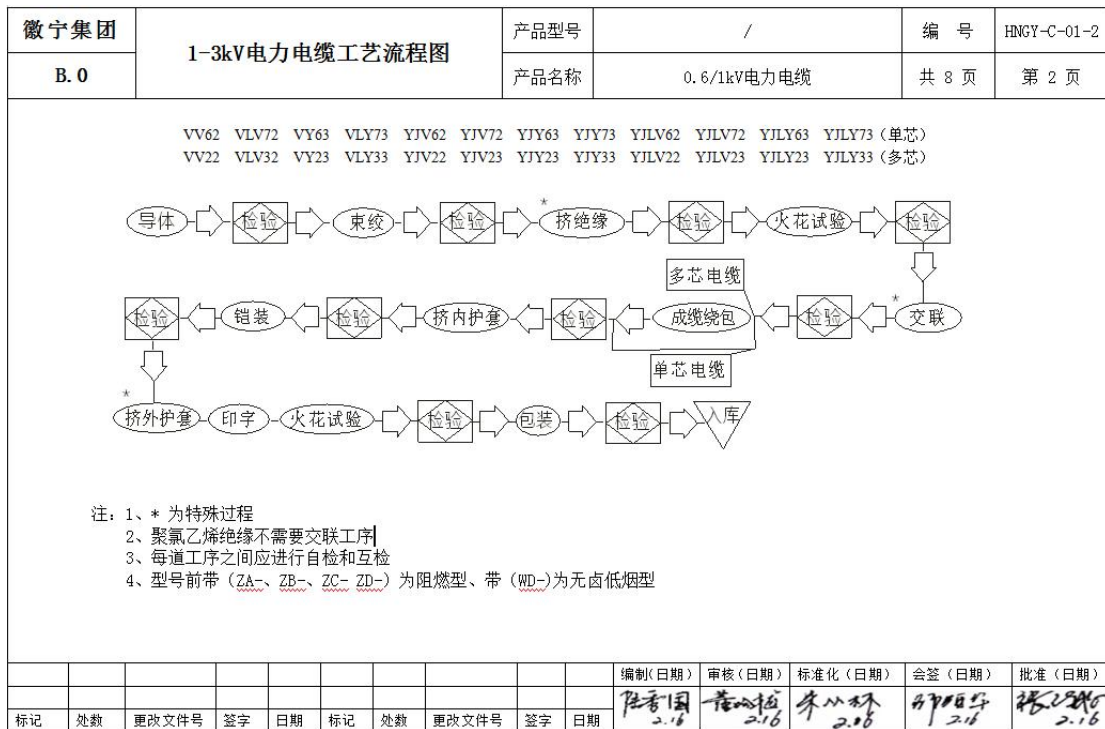 徽宁集团
1-3kV电力电缆工艺流程图
产品型号 / 编 号 HNGY-C-01-2
B.0
产品名称 0.6/1kV电力电缆 共 8 页 第 2 页
VV62 VLV72 VY63 VLY73 YJV62 YJV72 YJY63 YJY73 YJLV62 YJLV72 YJLY63 YJLY73(单芯)
VV22 VLV32 VY23 VLY33 YJV22 YJV23 YJY23 YJY33 YJLV22 YJLV23 YJLY23 YJLY33(多芯)
导体 检验 束绞 检验 * 挤绝缘 检验 火花试验 检验
多芯电缆
检验 铠装 检验 挤内护套 检验 成缆绕包 检验 * 交联
单芯电缆
* 挤外护套 印字 火花试验 检验 包装 检验 入库
注:1、* 为特殊过程
2、聚氯乙烯绝缘不需要交联工序
3、每道工序之间应进行自检和互检
4、型号前带(ZA-、ZB-、ZC- ZD-)为阻燃型、带(WD-)为无卤低烟型
编制(日期) 审核(日期) 标准化(日期) 会签(日期) 批准(日期)
2.16 2.16 2.16 2.16
标记 处数 更改文件号 签字 日期 标记 处数 更改文件号 签字 日期